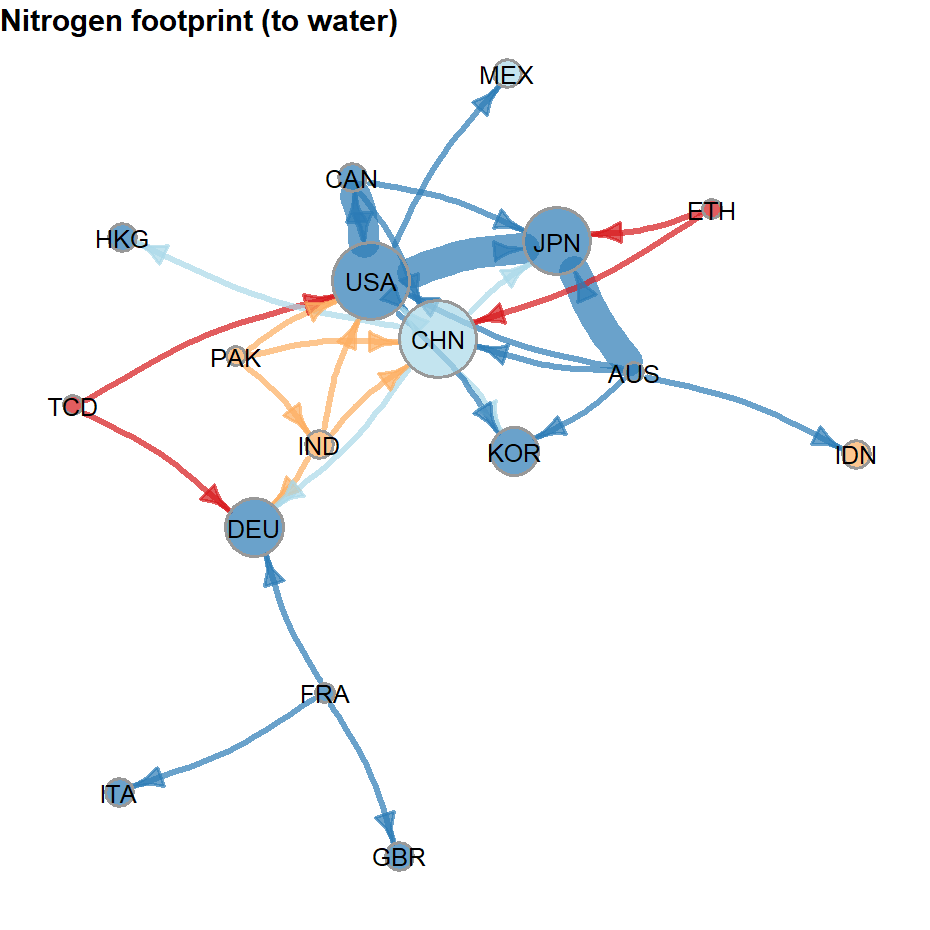 Nitrogen footprint (to water)
MEX
CAN
ETH
HKG
JPN
USA
CHN
PAK
AUS
TCD
IND
KOR
IDN
DEU
FRA
ITA
GBR